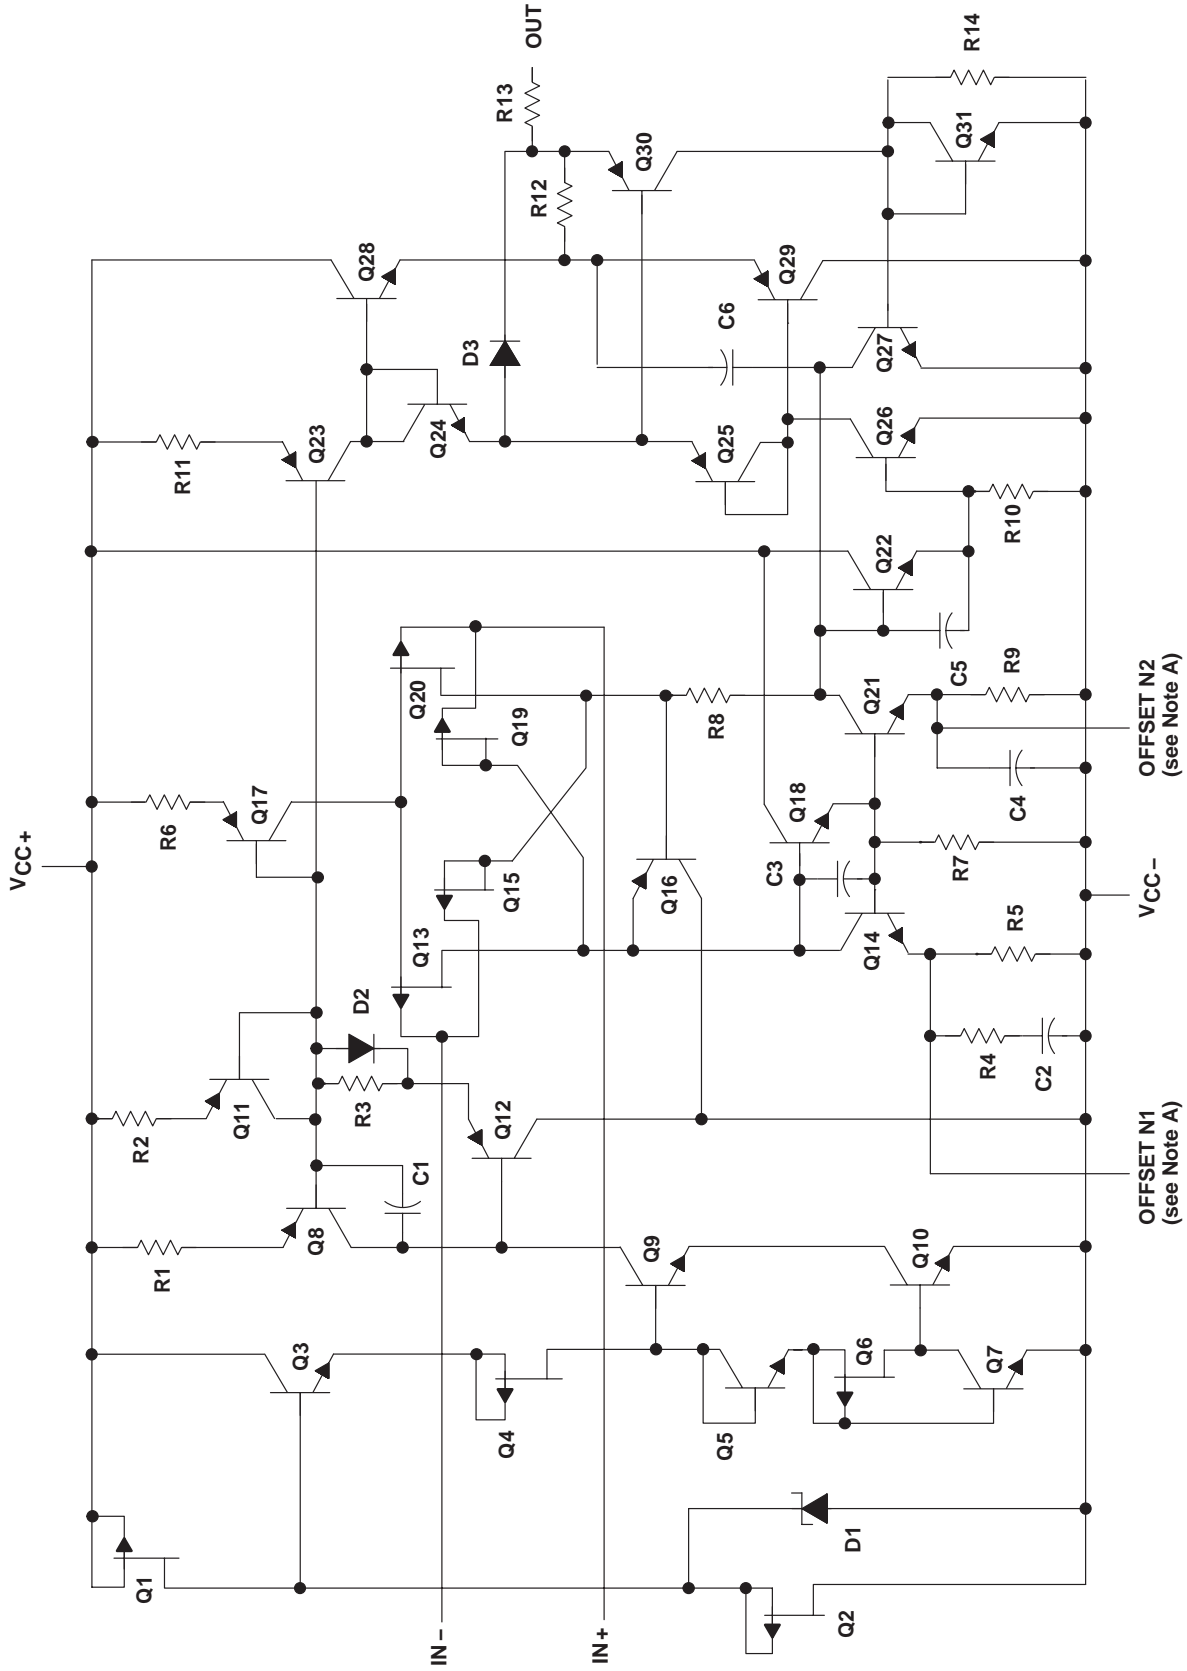 VCC+
R1
R2
R6
R11
Q1
Q8
Q11
Q17
Q23
Q28
R3
D2
C1
Q3
Q12
Q13
Q20
Q24
D3
R12
R13
OUT
IN−
IN+
Q4
Q15
Q19
Q9
Q16
R8
Q25
C6
Q30
Q5
Q6
Q10
Q7
C3
Q18
Q14
Q21
Q22
Q29
Q26
Q27
Q31
R14
D1
Q2
R4
C2
R5
R7
C4
C5
R9
R10
OFFSET N1
(see Note A)
VCC−
OFFSET N2
(see Note A)